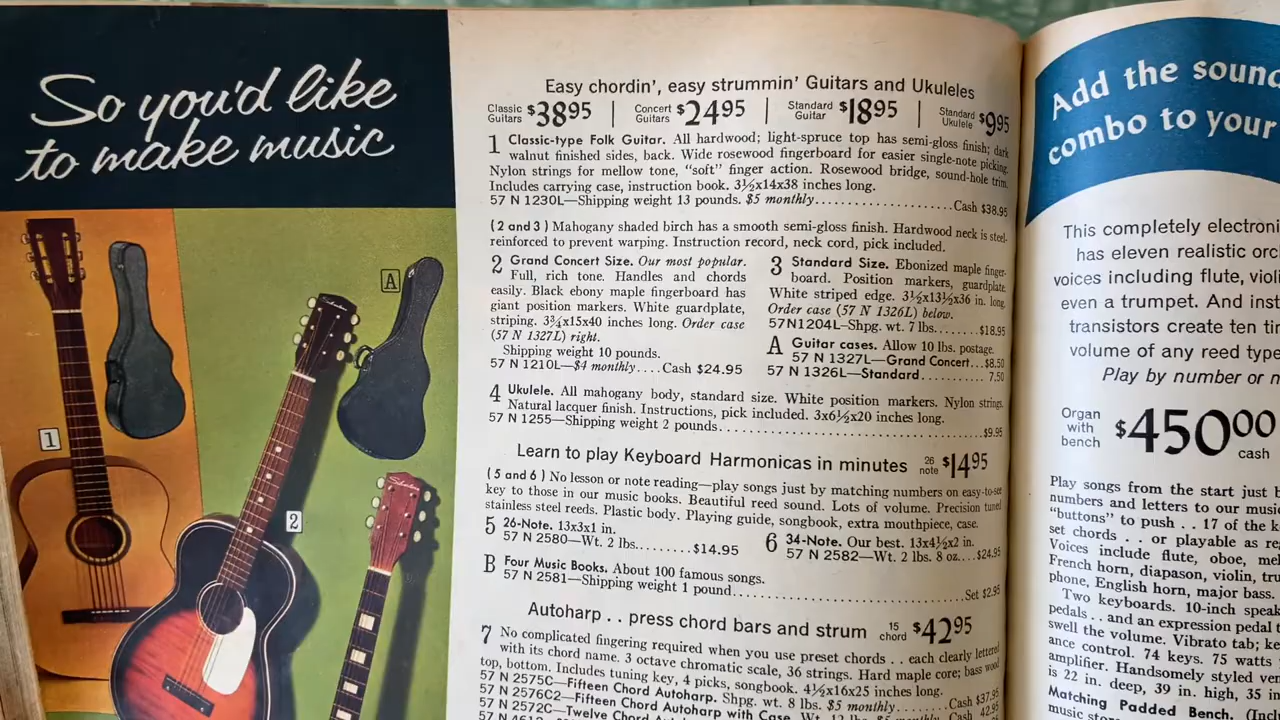 So you'd like
to make music
A
1
2
Easy chordin', easy strummin' Guitars and Ukuleles
Classic Guitars $38⁹⁵ | Concert Guitars $24⁹⁵ | Standard Guitar $18⁹⁵ | Standard Ukulele $9⁹⁵
1 Classic-type Folk Guitar. All hardwood; light-spruce top has semi-gloss finish; dark
walnut finished sides, back. Wide rosewood fingerboard for easier single-note picking.
Nylon strings for mellow tone, "soft" finger action. Rosewood bridge, sound-hole trim.
Includes carrying case, instruction book. 3½x14x38 inches long.
57 N 1230L—Shipping weight 13 pounds. $5 monthly....................Cash $38.95
(2 and 3) Mahogany shaded birch has a smooth semi-gloss finish. Hardwood neck is steel-
reinforced to prevent warping. Instruction record, neck cord, pick included.
2 Grand Concert Size. Our most popular.
Full, rich tone. Handles and chords
easily. Black ebony maple fingerboard has
giant position markers. White guardplate,
striping. 3¾x15x40 inches long. Order case
(57 N 1327L) right.
Shipping weight 10 pounds.
57 N 1210L—$4 monthly....Cash $24.95
3 Standard Size. Ebonized maple finger-
board. Position markers, guardplate.
White striped edge. 3½x13½x36 in. long.
Order case (57 N 1326L) below.
57N1204L—Shpg. wt. 7 lbs........$18.95
A Guitar cases. Allow 10 lbs. postage.
57 N 1327L—Grand Concert...$8.50
57 N 1326L—Standard.......... 7.50
4 Ukulele. All mahogany body, standard size. White position markers. Nylon strings.
Natural lacquer finish. Instructions, pick included. 3x6½x20 inches long.
57 N 1255—Shipping weight 2 pounds........................................$9.95
Learn to play Keyboard Harmonicas in minutes 26 note $14⁹⁵
(5 and 6) No lesson or note reading—play songs just by matching numbers on easy-to-see
key to those in our music books. Beautiful reed sound. Lots of volume. Precision tuned
stainless steel reeds. Plastic body. Playing guide, songbook, extra mouthpiece, case.
5 26-Note. 13x3x1 in.
57 N 2580—Wt. 2 lbs.........$14.95
6 34-Note. Our best. 13x4½x2 in.
57 N 2582—Wt. 2 lbs. 8 oz....$24.95
B Four Music Books. About 100 famous songs.
57 N 2581—Shipping weight 1 pound...................................Set $2.95
Autoharp . . press chord bars and strum 15 chord $42⁹⁵
7 No complicated fingering required when you use preset chords . . each clearly lettered
with its chord name. 3 octave chromatic scale, 36 strings. Hard maple core; bass wood
top, bottom. Includes tuning key, 4 picks, songbook. 4½x16x25 inches long.
57 N 2575C—Fifteen Chord Autoharp. Shpg. wt. 8 lbs. $5 monthly....Cash $37.95
57 N 2576C2—Fifteen Chord Autoharp with Case. $5 monthly Cash 42.95
57 N 2572C—Twelve Chord
Add the soun
combo to your
This completely electroni
has eleven realistic orc
voices including flute, violi
even a trumpet. And inst
transistors create ten tim
volume of any reed type
Play by number or n
Organ with bench $450⁰⁰ cash
Play songs from the start just b
numbers and letters to our music
"buttons" to push . . 17 of the k
set chords . . or playable as re
Voices include flute, oboe, mel
French horn, diapason, violin, tru
phone, English horn, major bass.
Two keyboards. 10-inch speak
pedals . . and an expression pedal t
swell the volume. Vibrato tab; ke
ance control. 74 keys. 75 watts
amplifier. Handsomely styled ven
is 22 in. deep, 39 in. high, 35 in
Matching Padded Bench. (Incl
music stor